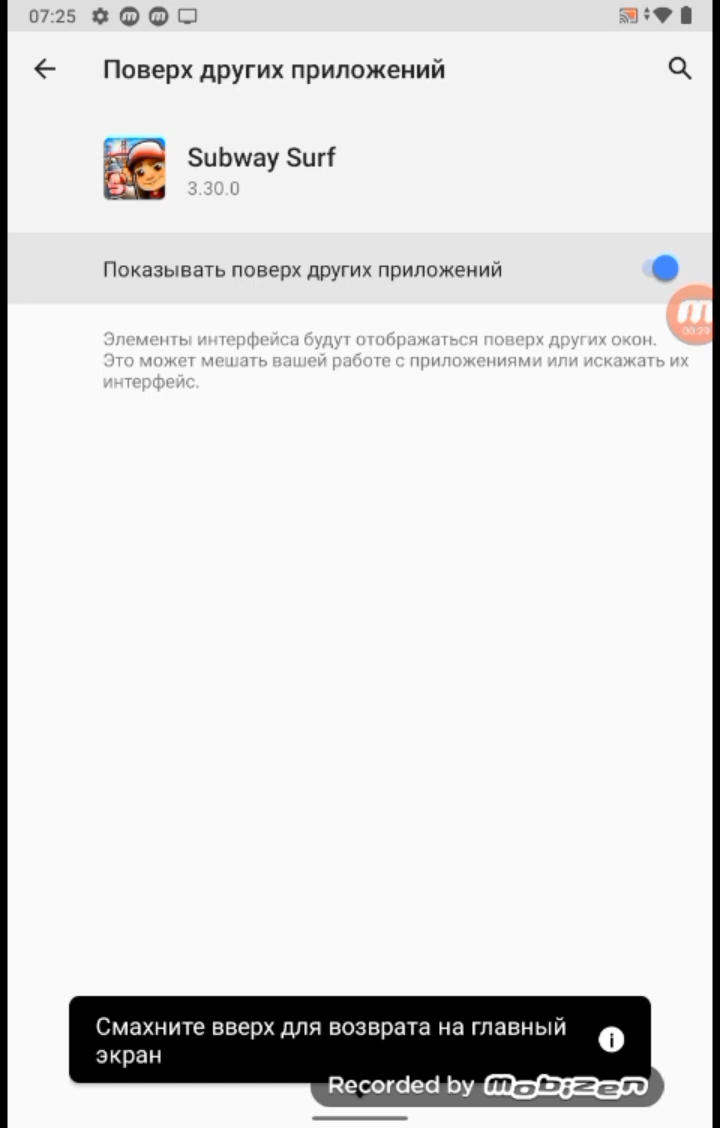 07:25
Поверх других приложений
Subway Surf
3.30.0
Показывать поверх других приложений
00:29
Элементы интерфейса будут отображаться поверх других окон.
Это может мешать вашей работе с приложениями или искажать их
интерфейс.
Смахните вверх для возврата на главный
экран
Recorded by mobizen